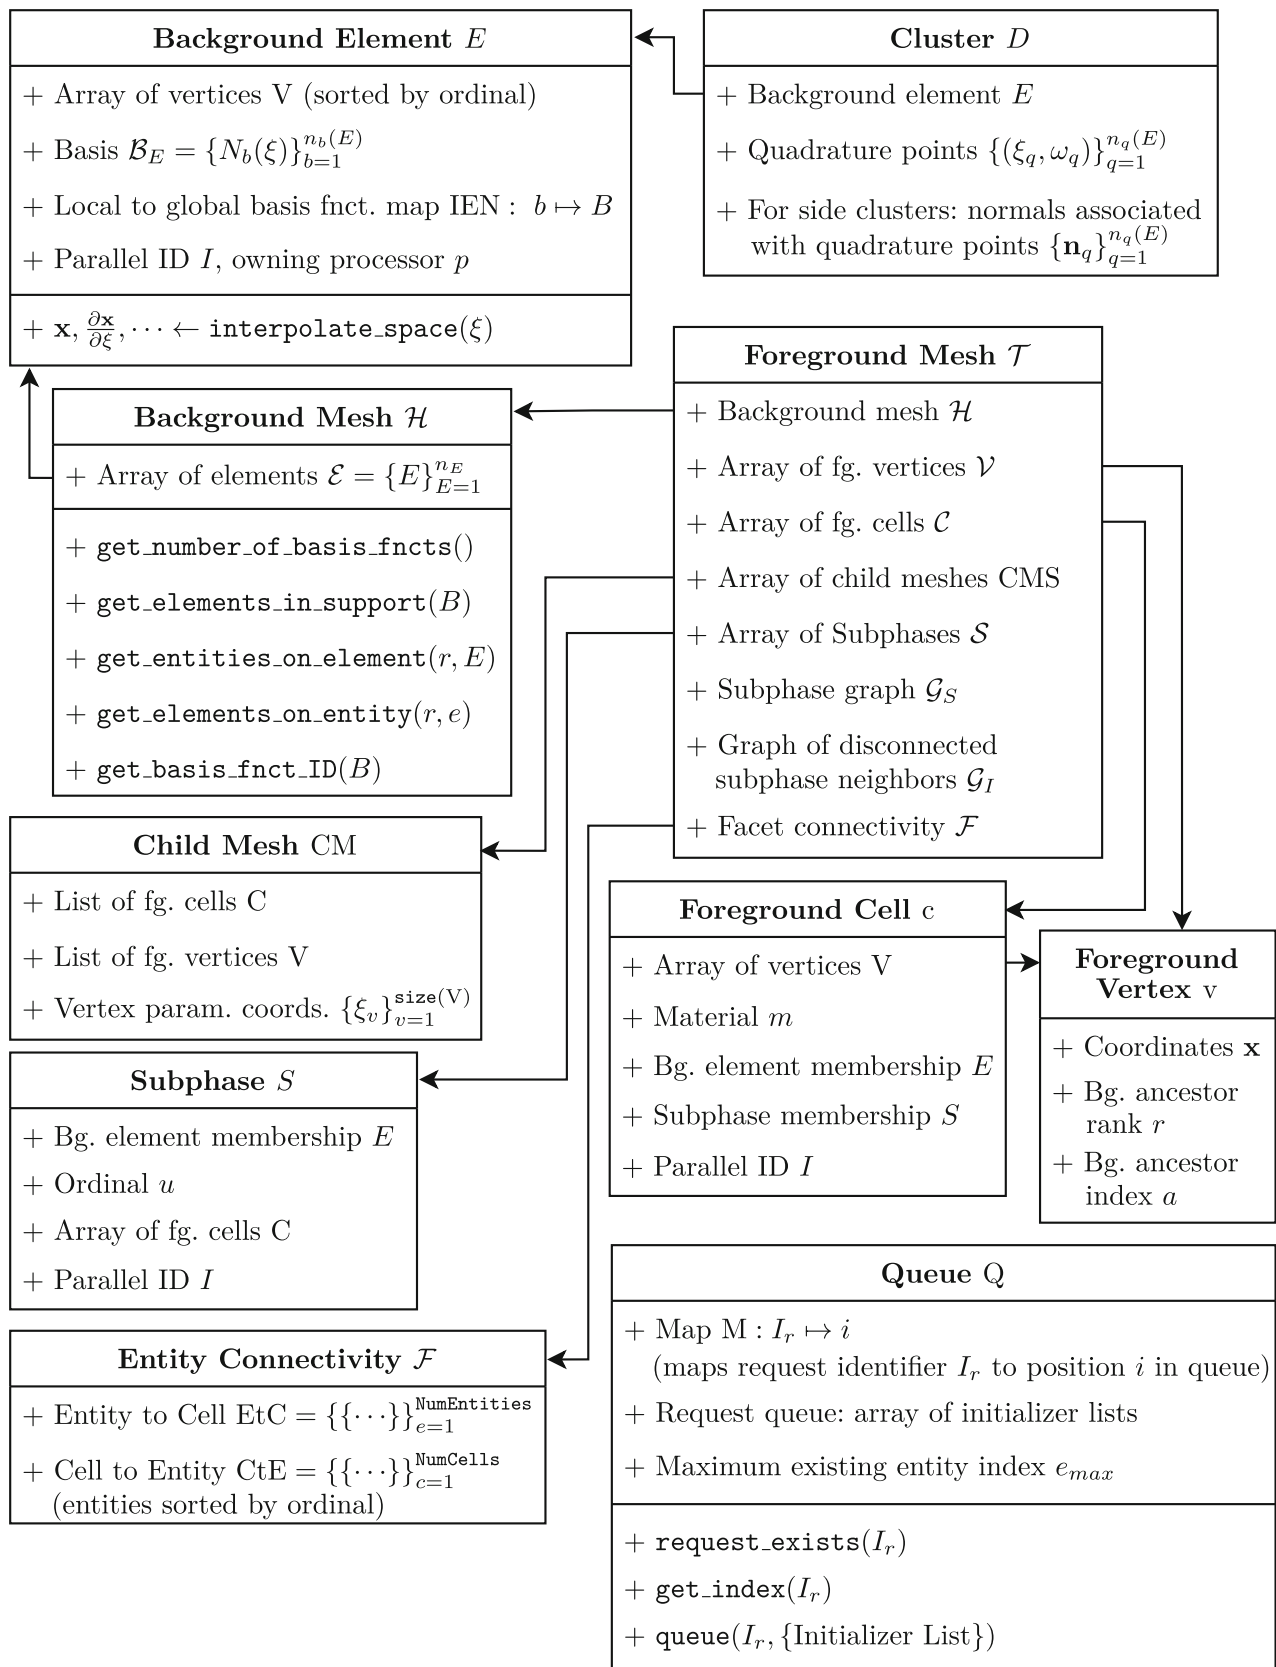 Background Element E
+ Array of vertices V (sorted by ordinal)
+ Basis 𝓑_E = {N_b(ξ)}_{b=1}^{n_b(E)}
+ Local to global basis fnct. map IEN : b ↦ B
+ Parallel ID I, owning processor p
+ 𝐱, ∂𝐱/∂ξ, ⋯ ← interpolate_space(ξ)
Cluster D
+ Background element E
+ Quadrature points {(ξ_q, ω_q)}_{q=1}^{n_q(E)}
+ For side clusters: normals associated
with quadrature points {𝐧_q}_{q=1}^{n_q(E)}
Background Mesh ℋ
+ Array of elements ℰ = {E}_{E=1}^{n_E}
+ get_number_of_basis_fncts()
+ get_elements_in_support(B)
+ get_entities_on_element(r, E)
+ get_elements_on_entity(r, e)
+ get_basis_fnct_ID(B)
Foreground Mesh 𝒯
+ Background mesh ℋ
+ Array of fg. vertices 𝒱
+ Array of fg. cells 𝒞
+ Array of child meshes CMS
+ Array of Subphases 𝒮
+ Subphase graph 𝒢_S
+ Graph of disconnected
subphase neighbors 𝒢_I
+ Facet connectivity ℱ
Child Mesh CM
+ List of fg. cells C
+ List of fg. vertices V
+ Vertex param. coords. {ξ_v}_{v=1}^{size(V)}
Foreground Cell c
+ Array of vertices V
+ Material m
+ Bg. element membership E
+ Subphase membership S
+ Parallel ID I
Foreground
Vertex v
+ Coordinates 𝐱
+ Bg. ancestor
rank r
+ Bg. ancestor
index a
Subphase S
+ Bg. element membership E
+ Ordinal u
+ Array of fg. cells C
+ Parallel ID I
Entity Connectivity ℱ
+ Entity to Cell EtC = {{⋯}}_{e=1}^{NumEntities}
+ Cell to Entity CtE = {{⋯}}_{c=1}^{NumCells}
(entities sorted by ordinal)
Queue Q
+ Map M : I_r ↦ i
(maps request identifier I_r to position i in queue)
+ Request queue: array of initializer lists
+ Maximum existing entity index e_{max}
+ request_exists(I_r)
+ get_index(I_r)
+ queue(I_r, {Initializer List})